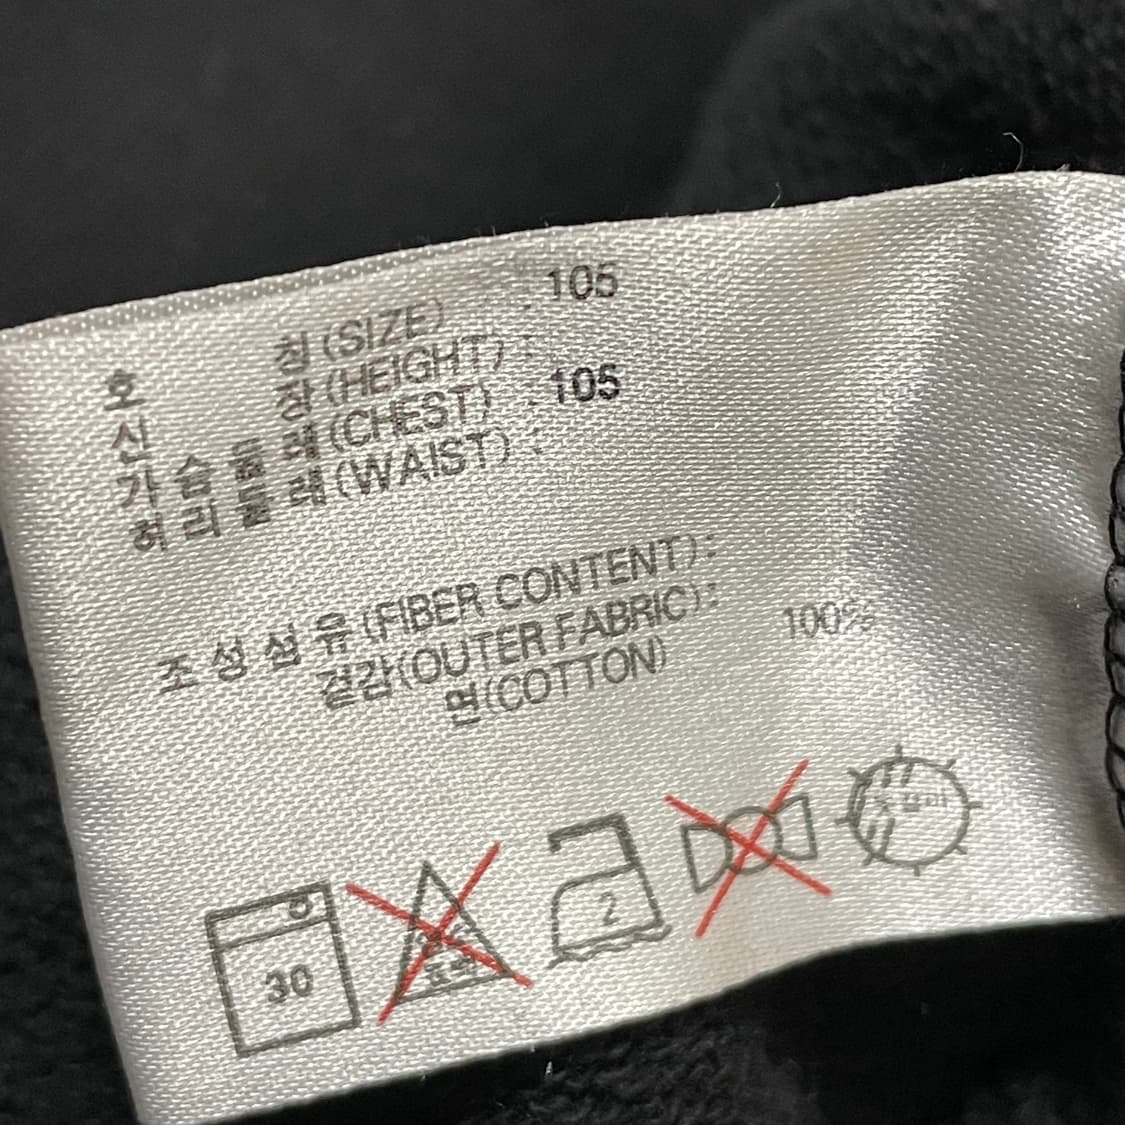 호 칭(SIZE) : 105
신 장(HEIGHT) :
가 슴 둘 레(CHEST) : 105
허 리 둘 레(WAIST) :
조 성 섬 유(FIBER CONTENT):
겉감(OUTER FABRIC):
면(COTTON) 100%
30
2